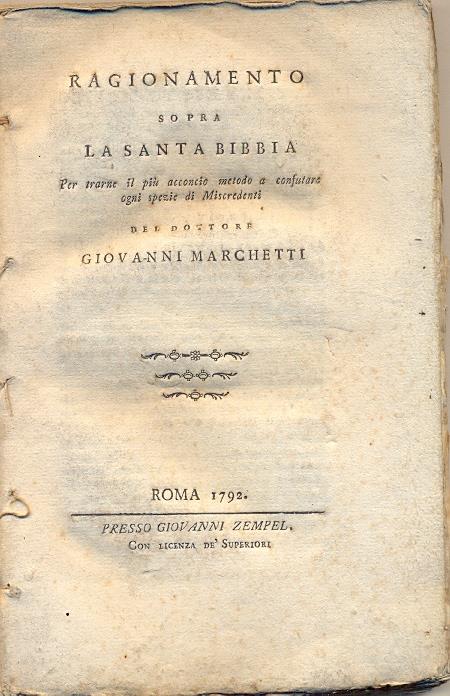 RAGIONAMENTO
SOPRA
LA SANTA BIBBIA
Per trarne il più acconcio metodo a confutare
ogni spezie di Miscredenti
DEL DOTTORE
GIOVANNI MARCHETTI
ROMA 1792.
PRESSO GIOVANNI ZEMPEL.
CON LICENZA DE' SUPERIORI